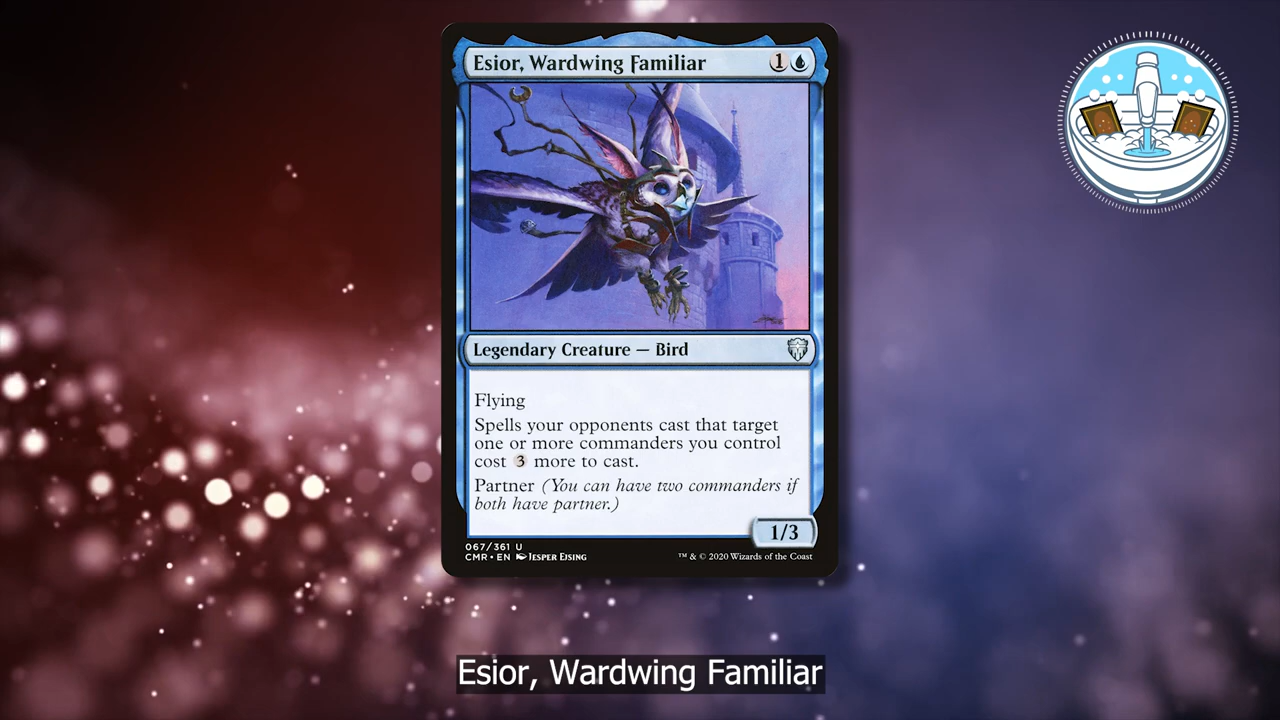 Esior, Wardwing Familiar 1
Legendary Creature — Bird
Flying
Spells your opponents cast that target
one or more commanders you control
cost 3 more to cast.
Partner (You can have two commanders if
both have partner.)
1/3
067/361 U
CMR • EN Jesper Eising
™ & © 2020 Wizards of the Coast
Esior, Wardwing Familiar